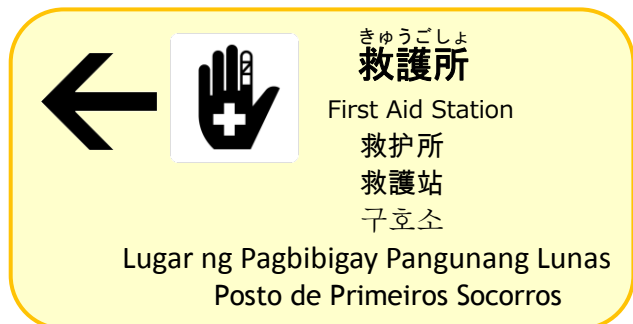 きゅうごしょ
救護所
First Aid Station
救护所
救護站
구호소
Lugar ng Pagbibigay Pangunang Lunas
Posto de Primeiros Socorros